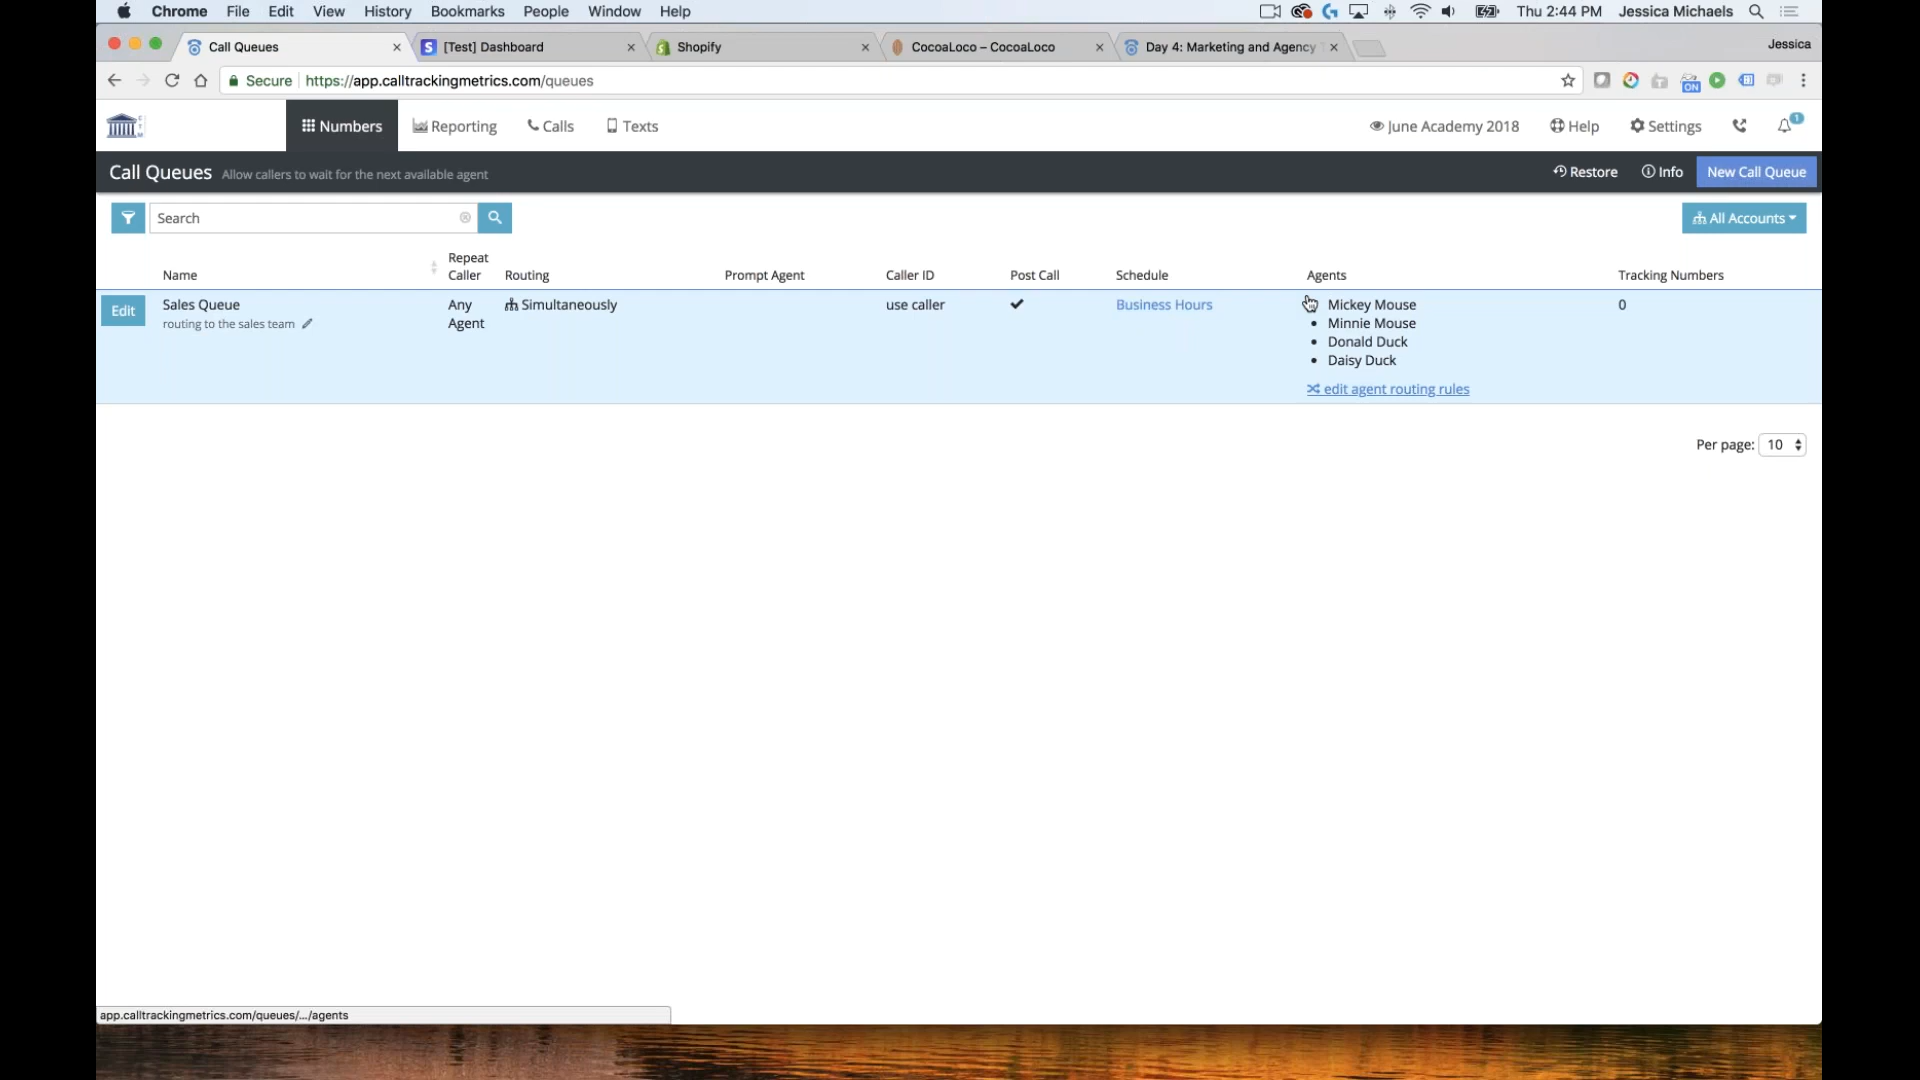 Chrome File Edit View History Bookmarks People Window Help Thu 2:44 PM Jessica Michaels
Call Queues [Test] Dashboard Shopify CocoaLoco – CocoaLoco Day 4: Marketing and Agency Jessica
Secure https://app.calltrackingmetrics.com/queues ON
Numbers Reporting Calls Texts June Academy 2018 Help Settings 1
Call Queues Allow callers to wait for the next available agent Restore Info New Call Queue
Search All Accounts
Name Repeat Caller Routing Prompt Agent Caller ID Post Call Schedule Agents Tracking Numbers
Edit Sales Queue Any Agent Simultaneously use caller Business Hours Mickey Mouse 0
routing to the sales team Minnie Mouse
Donald Duck
Daisy Duck
edit agent routing rules
Per page: 10
app.calltrackingmetrics.com/queues/.../agents